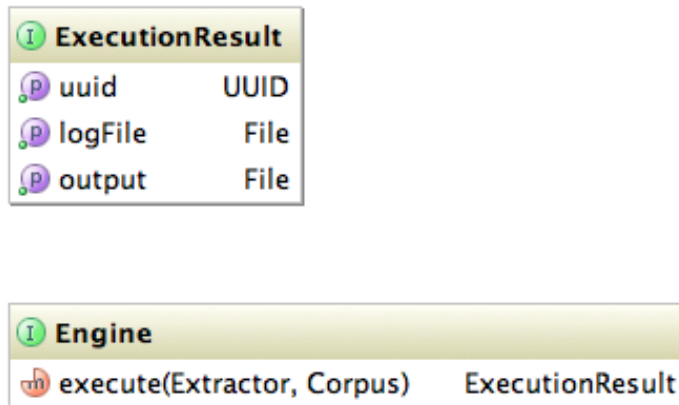 I ExecutionResult
p uuid UUID
p logFile File
p output File
I Engine
m execute(Extractor, Corpus) ExecutionResult